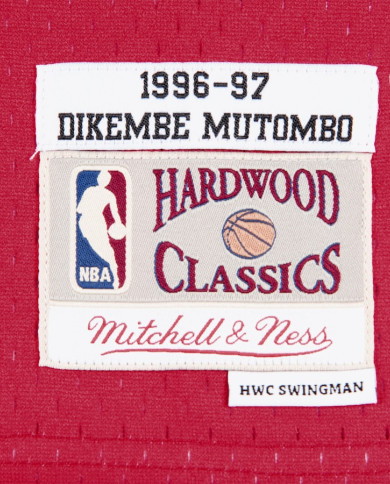 1996-97
DIKEMBE MUTOMBO
HARDWOOD
CLASSICS
NBA
Mitchell & Ness
HWC SWINGMAN